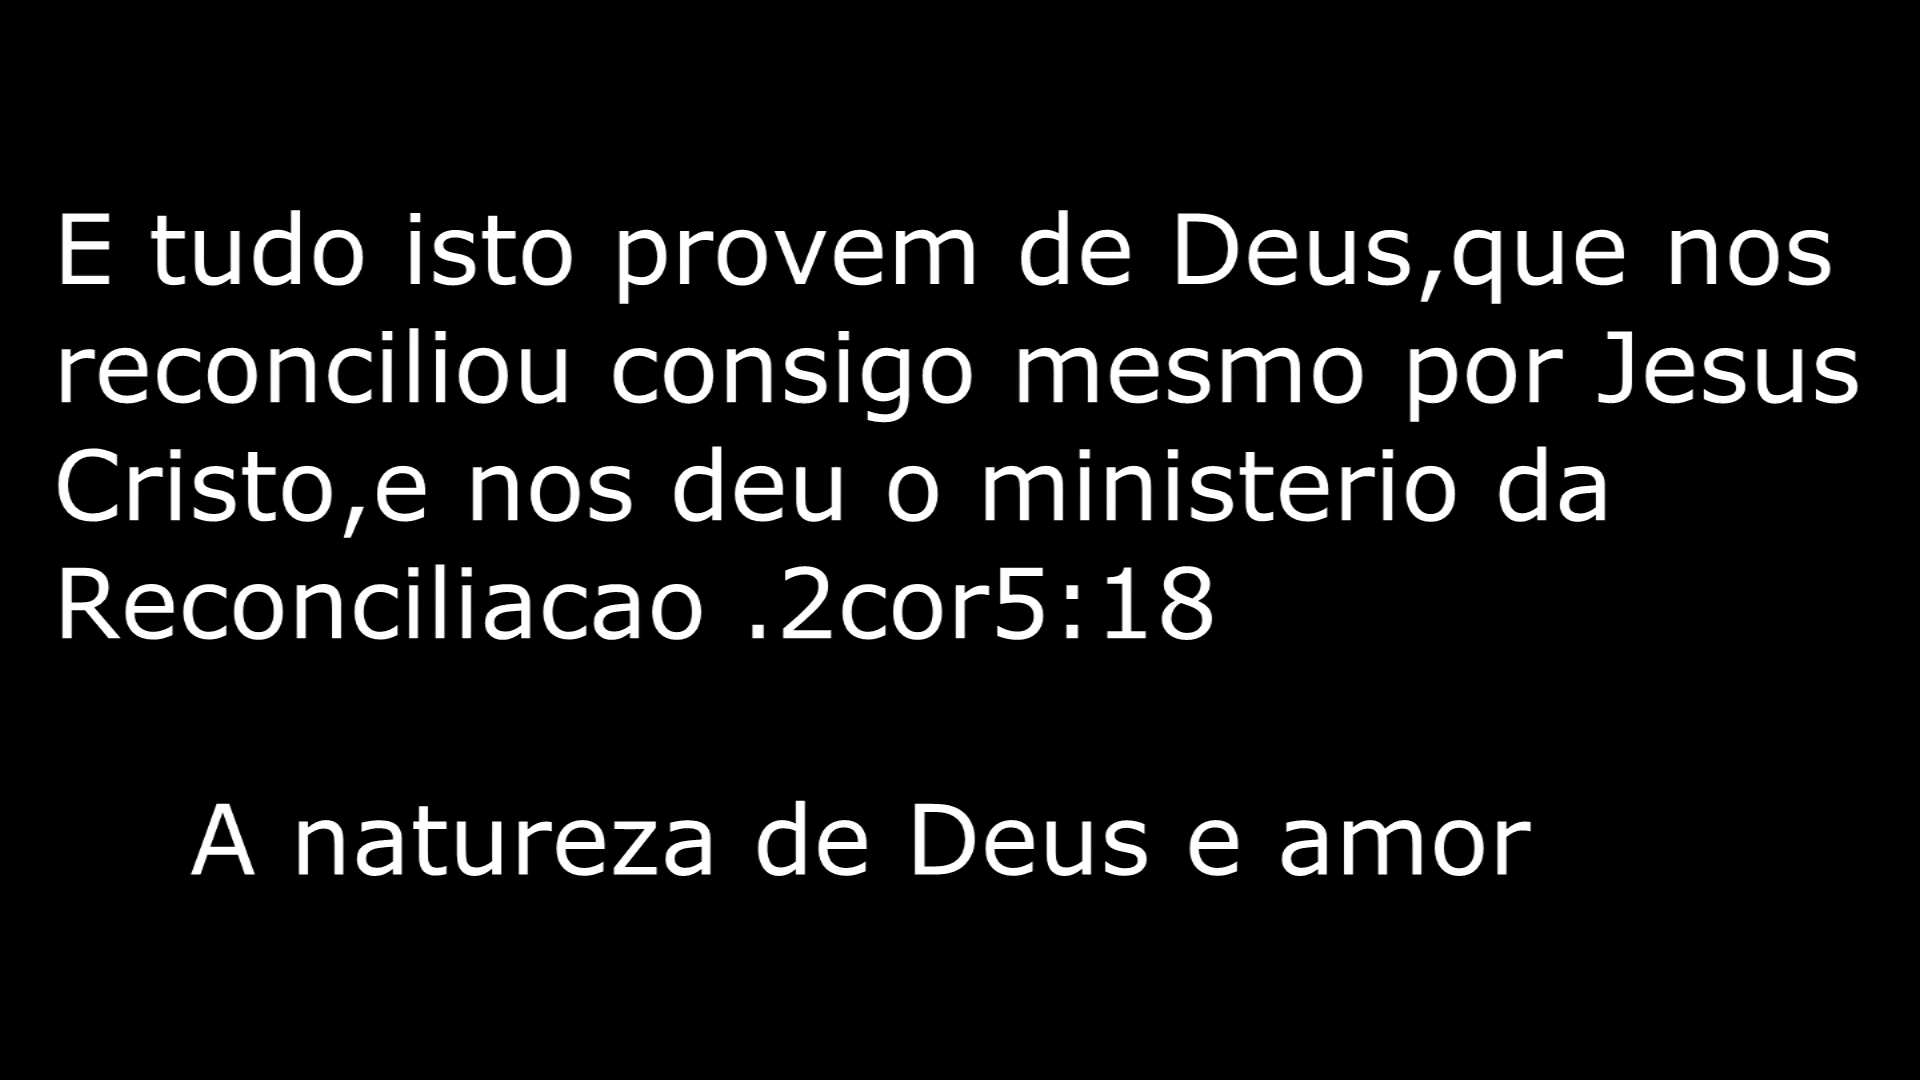 E tudo isto provem de Deus,que nos
reconciliou consigo mesmo por Jesus
Cristo,e nos deu o ministerio da
Reconciliacao .2cor5:18
A natureza de Deus e amor